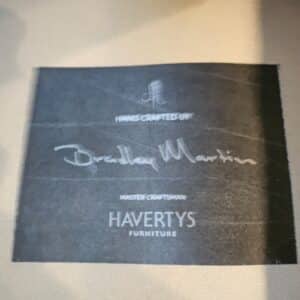 HAND CRAFTED BY
Bradley Martin
MASTER CRAFTSMAN
HAVERTYS
FURNITURE